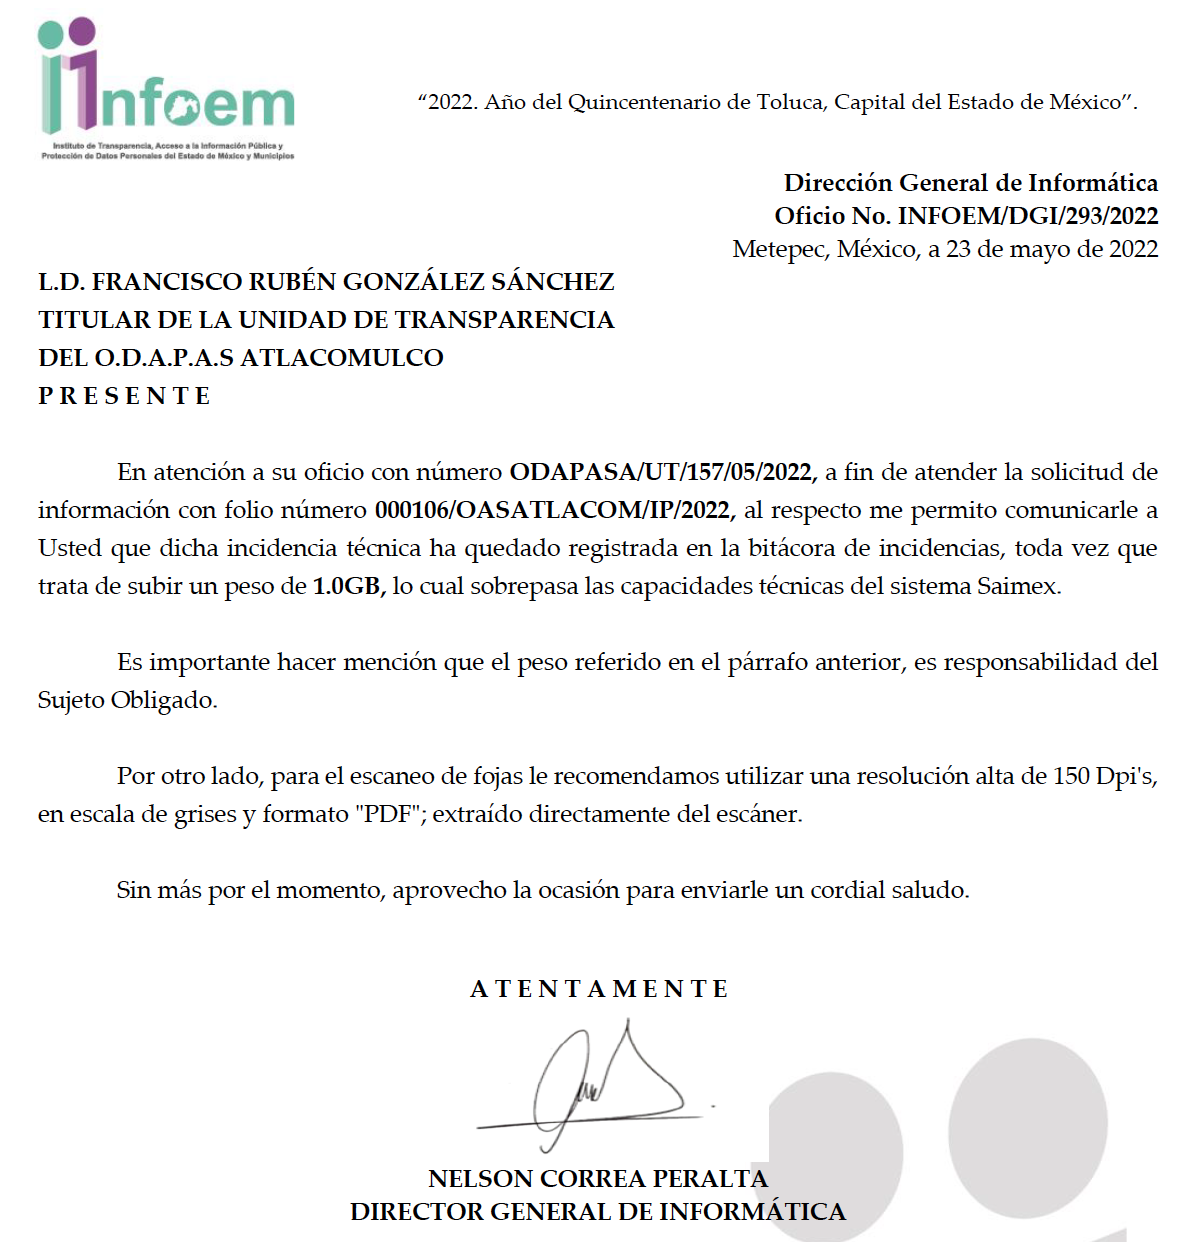 infoem
Instituto de Transparencia, Acceso a la Información Pública y
Protección de Datos Personales del Estado de México y Municipios
“2022. Año del Quincentenario de Toluca, Capital del Estado de México”.
Dirección General de Informática
Oficio No. INFOEM/DGI/293/2022
Metepec, México, a 23 de mayo de 2022
L.D. FRANCISCO RUBÉN GONZÁLEZ SÁNCHEZ
TITULAR DE LA UNIDAD DE TRANSPARENCIA
DEL O.D.A.P.A.S ATLACOMULCO
P R E S E N T E
En atención a su oficio con número ODAPASA/UT/157/05/2022, a fin de atender la solicitud de
información con folio número 000106/OASATLACOM/IP/2022, al respecto me permito comunicarle a
Usted que dicha incidencia técnica ha quedado registrada en la bitácora de incidencias, toda vez que
trata de subir un peso de 1.0GB, lo cual sobrepasa las capacidades técnicas del sistema Saimex.
Es importante hacer mención que el peso referido en el párrafo anterior, es responsabilidad del
Sujeto Obligado.
Por otro lado, para el escaneo de fojas le recomendamos utilizar una resolución alta de 150 Dpi's,
en escala de grises y formato "PDF"; extraído directamente del escáner.
Sin más por el momento, aprovecho la ocasión para enviarle un cordial saludo.
A T E N T A M E N T E
NELSON CORREA PERALTA
DIRECTOR GENERAL DE INFORMÁTICA